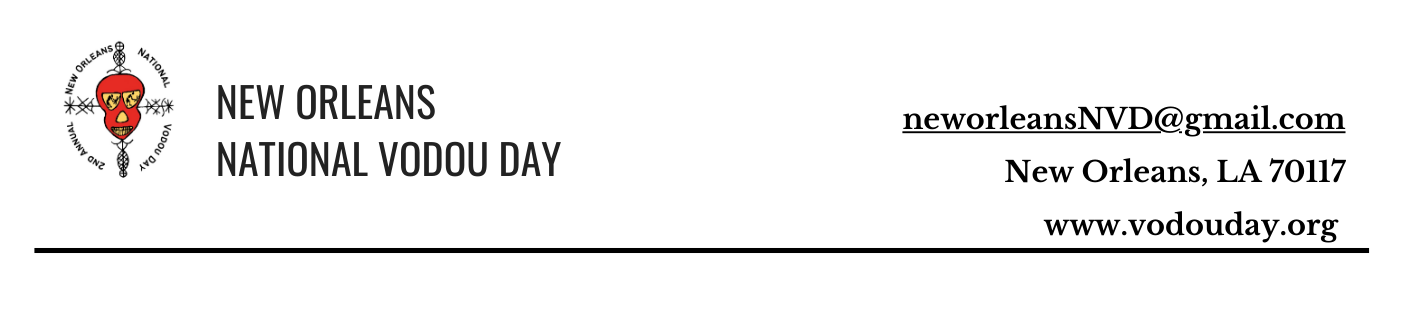 NEW ORLEANS NATIONAL
2ND ANNUAL VODOU DAY
NEW ORLEANS
NATIONAL VODOU DAY
neworleansNVD@gmail.com
New Orleans, LA 70117
www.vodouday.org